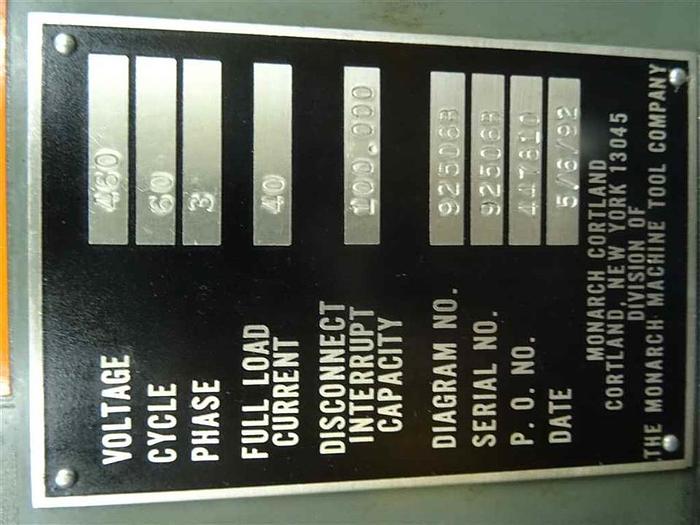 VOLTAGE 460
CYCLE 60
PHASE 3
FULL LOAD
CURRENT 40
DISCONNECT
INTERRUPT 100,000
CAPACITY
DIAGRAM NO. 92506B
SERIAL NO. 92506B
P. O. NO. 417610
DATE 5/6/92
MONARCH CORTLAND
CORTLAND, NEW YORK 13045
DIVISION OF
THE MONARCH MACHINE TOOL COMPANY